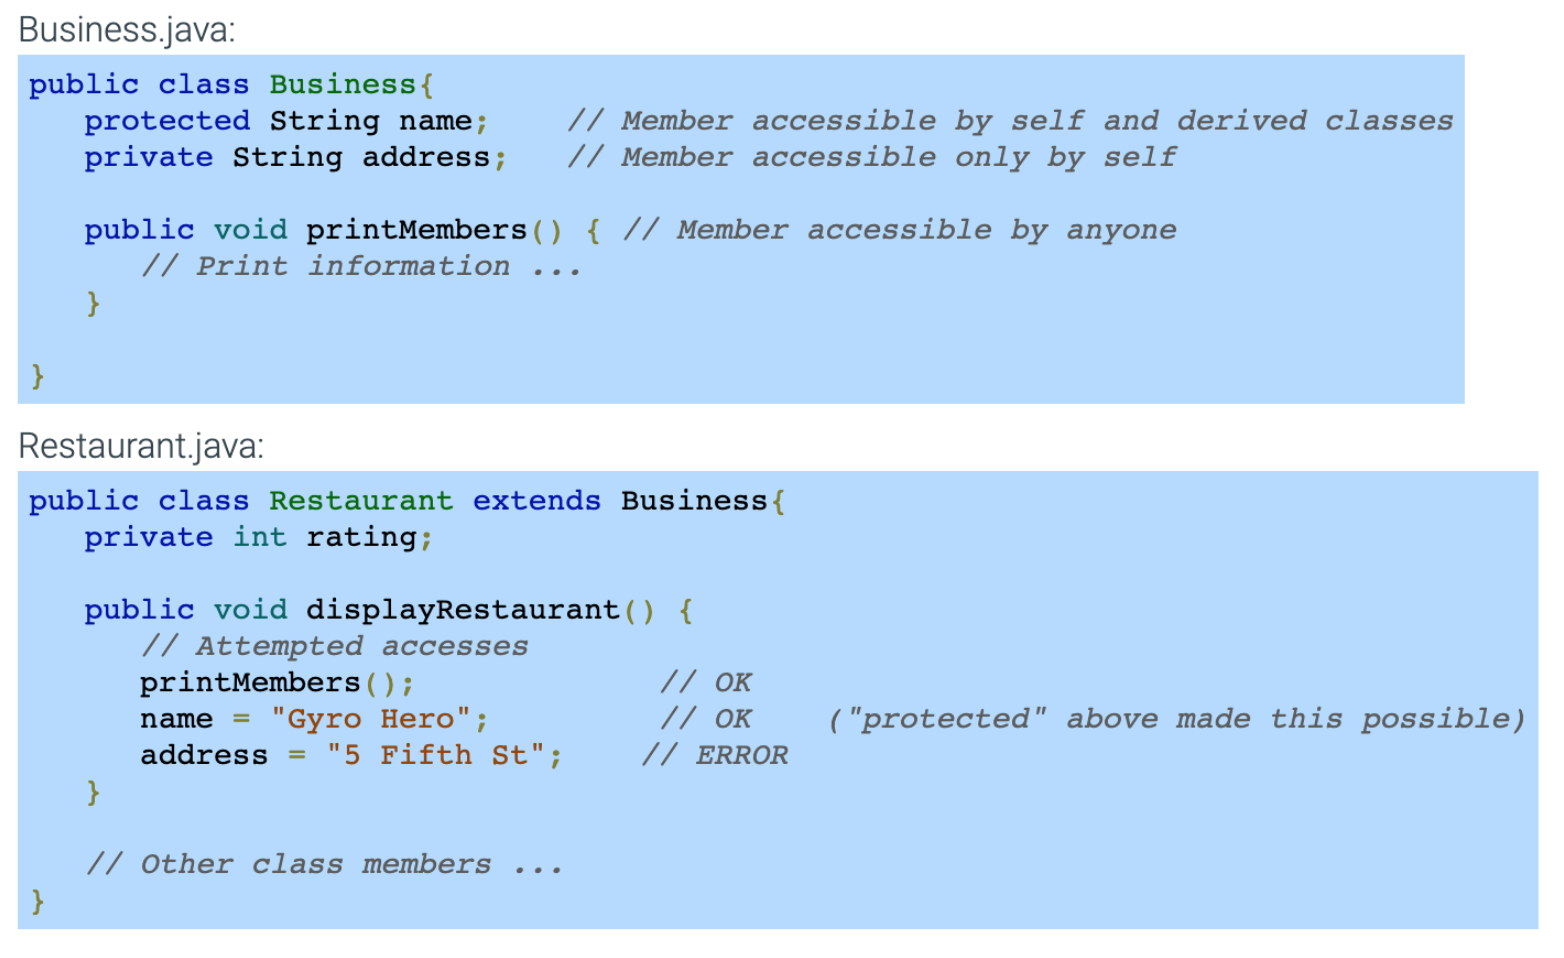 Business.java:
public class Business{
   protected String name;    // Member accessible by self and derived classes
   private String address;   // Member accessible only by self
   public void printMembers() { // Member accessible by anyone
      // Print information ...
   }
}
Restaurant.java:
public class Restaurant extends Business{
   private int rating;
   public void displayRestaurant() {
      // Attempted accesses
      printMembers();             // OK
      name = "Gyro Hero";         // OK    ("protected" above made this possible)
      address = "5 Fifth St";    // ERROR
   }
   // Other class members ...
}